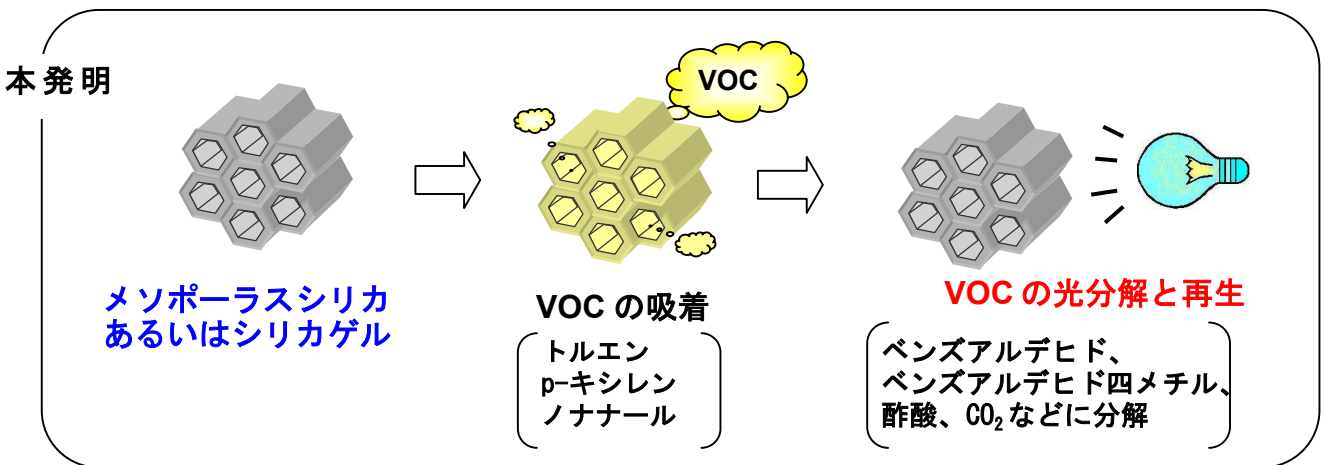 本発明
VOC
メソポーラスシリカ
あるいはシリカゲル
VOC の吸着
トルエン
p-キシレン
ノナナール
VOC の光分解と再生
ベンズアルデヒド、
ベンズアルデヒド四メチル、
酢酸、CO₂などに分解